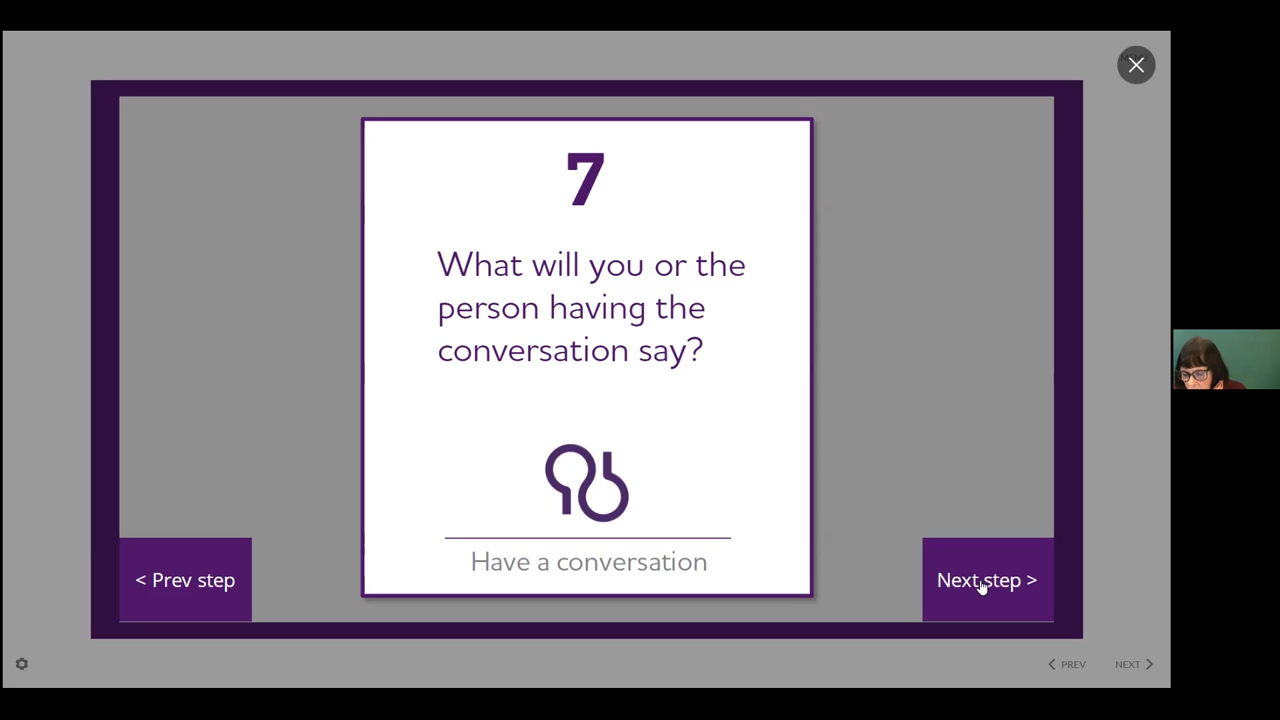 7
What will you or the
person having the
conversation say?
Have a conversation
< Prev step
Next step >
PREV
NEXT